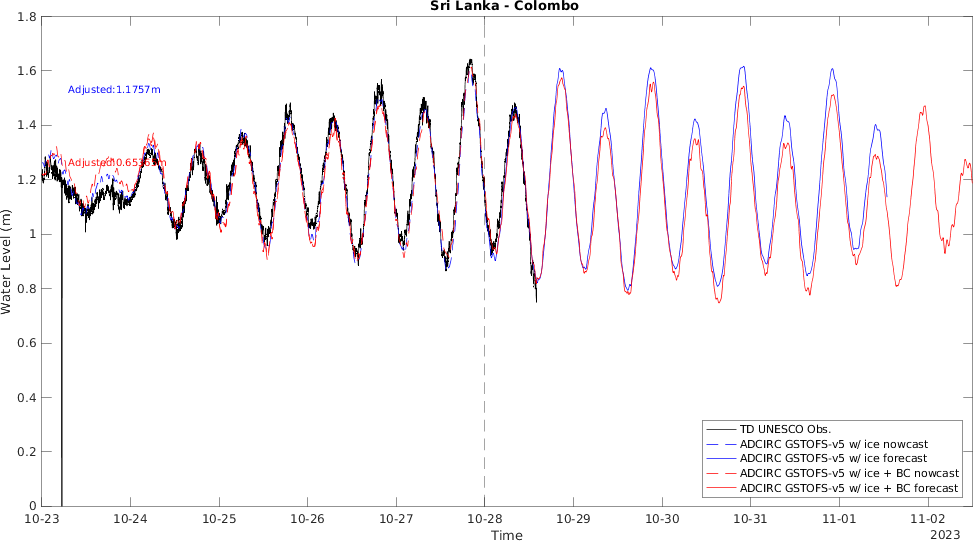 Sri Lanka - Colombo
1.8
1.6
1.4
1.2
1
0.8
0.6
0.4
0.2
0
Water Level (m)
Adjusted:1.1757m
10-23
10-24
10-25
10-26
10-27
10-28
10-29
10-30
10-31
11-01
11-02
Time
2023
TD UNESCO Obs.
ADCIRC GSTOFS-v5 w/ ice nowcast
ADCIRC GSTOFS-v5 w/ ice forecast
ADCIRC GSTOFS-v5 w/ ice + BC nowcast
ADCIRC GSTOFS-v5 w/ ice + BC forecast